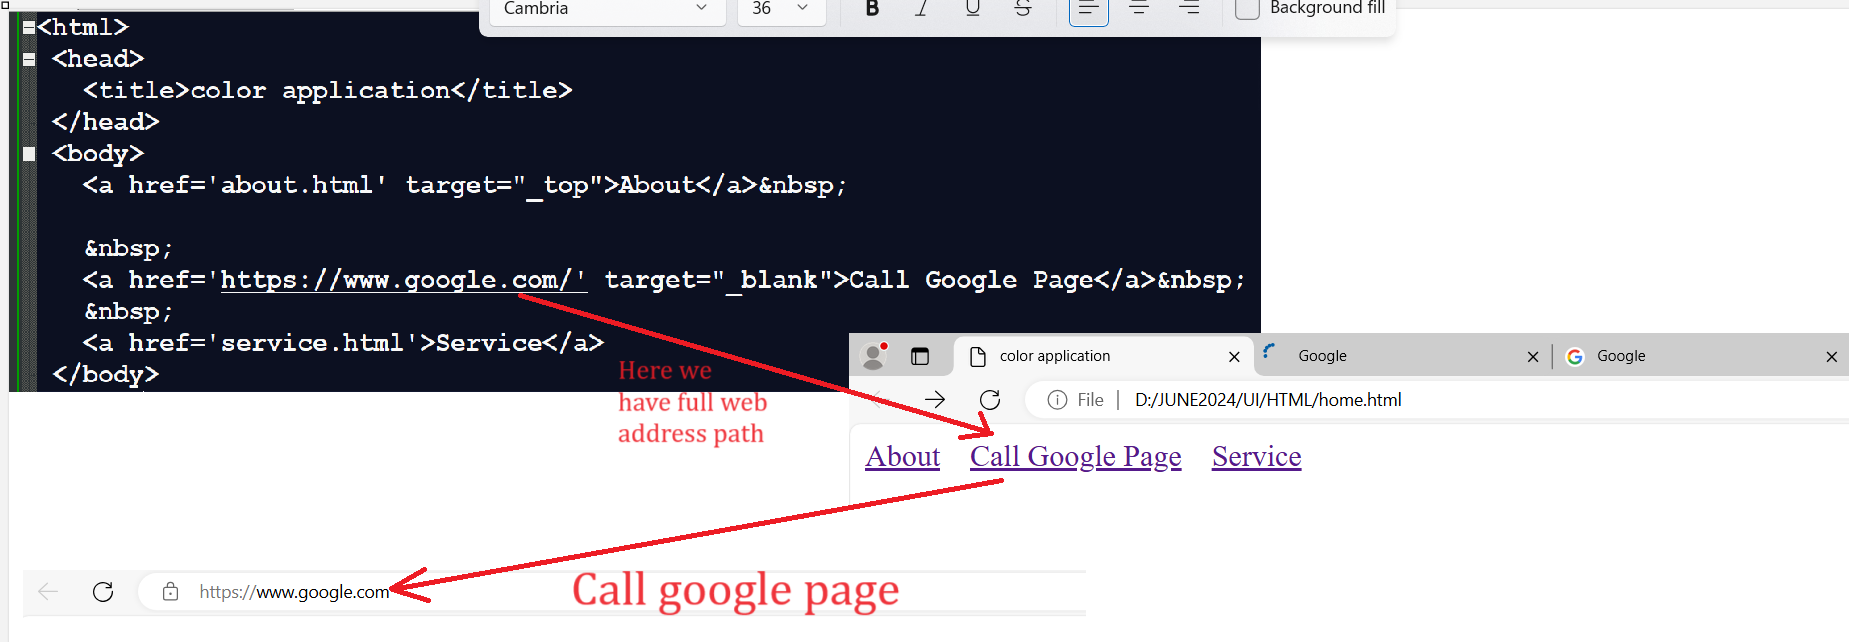 Cambria 36 B I U S Background fill
<html>
<head>
<title>color application</title>
</head>
<body>
<a href='about.html' target="_top">About</a>&nbsp;
&nbsp;
<a href='https://www.google.com/' target="_blank">Call Google Page</a>&nbsp;
&nbsp;
<a href='service.html'>Service</a>
</body>
Here we
have full web
address path
color application Google Google
File D:/JUNE2024/UI/HTML/home.html
About Call Google Page Service
https://www.google.com
Call google page